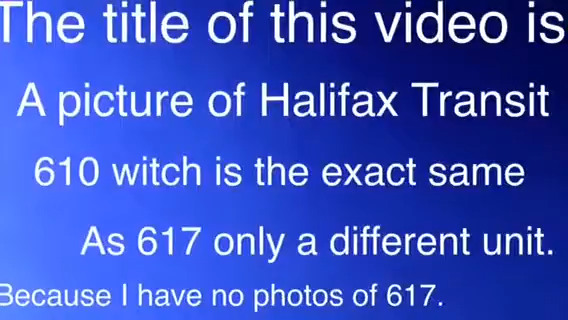 The title of this video is
A picture of Halifax Transit
610 witch is the exact same
As 617 only a different unit.
Because I have no photos of 617.